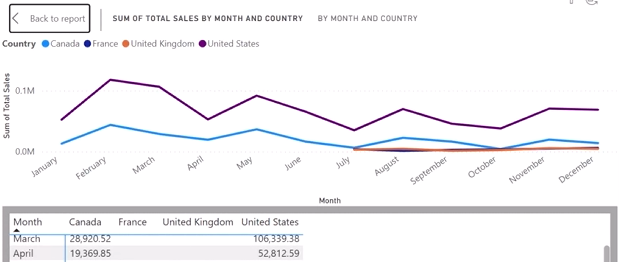 Back to report
SUM OF TOTAL SALES BY MONTH AND COUNTRY
BY MONTH AND COUNTRY
Country Canada France United Kingdom United States
Sum of Total Sales
0.1M
0.0M
January February March April May June July August September October November December
Month
Month Canada France United Kingdom United States
March 28,920.52 106,339.38
April 19,369.85 52,812.59